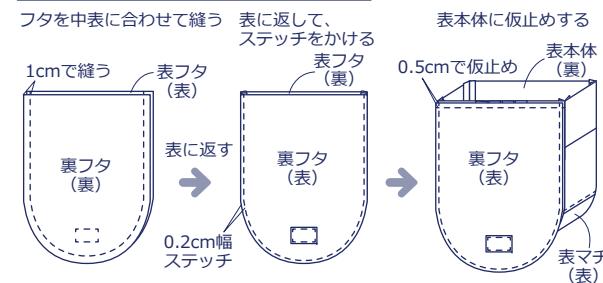 フタを中表に合わせて縫う
1cmで縫う
表フタ
(表)
裏フタ
(裏)
表に返す
表に返して、
ステッチをかける
表フタ
(裏)
裏フタ
(表)
0.2cm幅
ステッチ
表本体に仮止めする
0.5cmで仮止め
表本体
(裏)
裏フタ
(表)
表マチ
(表)